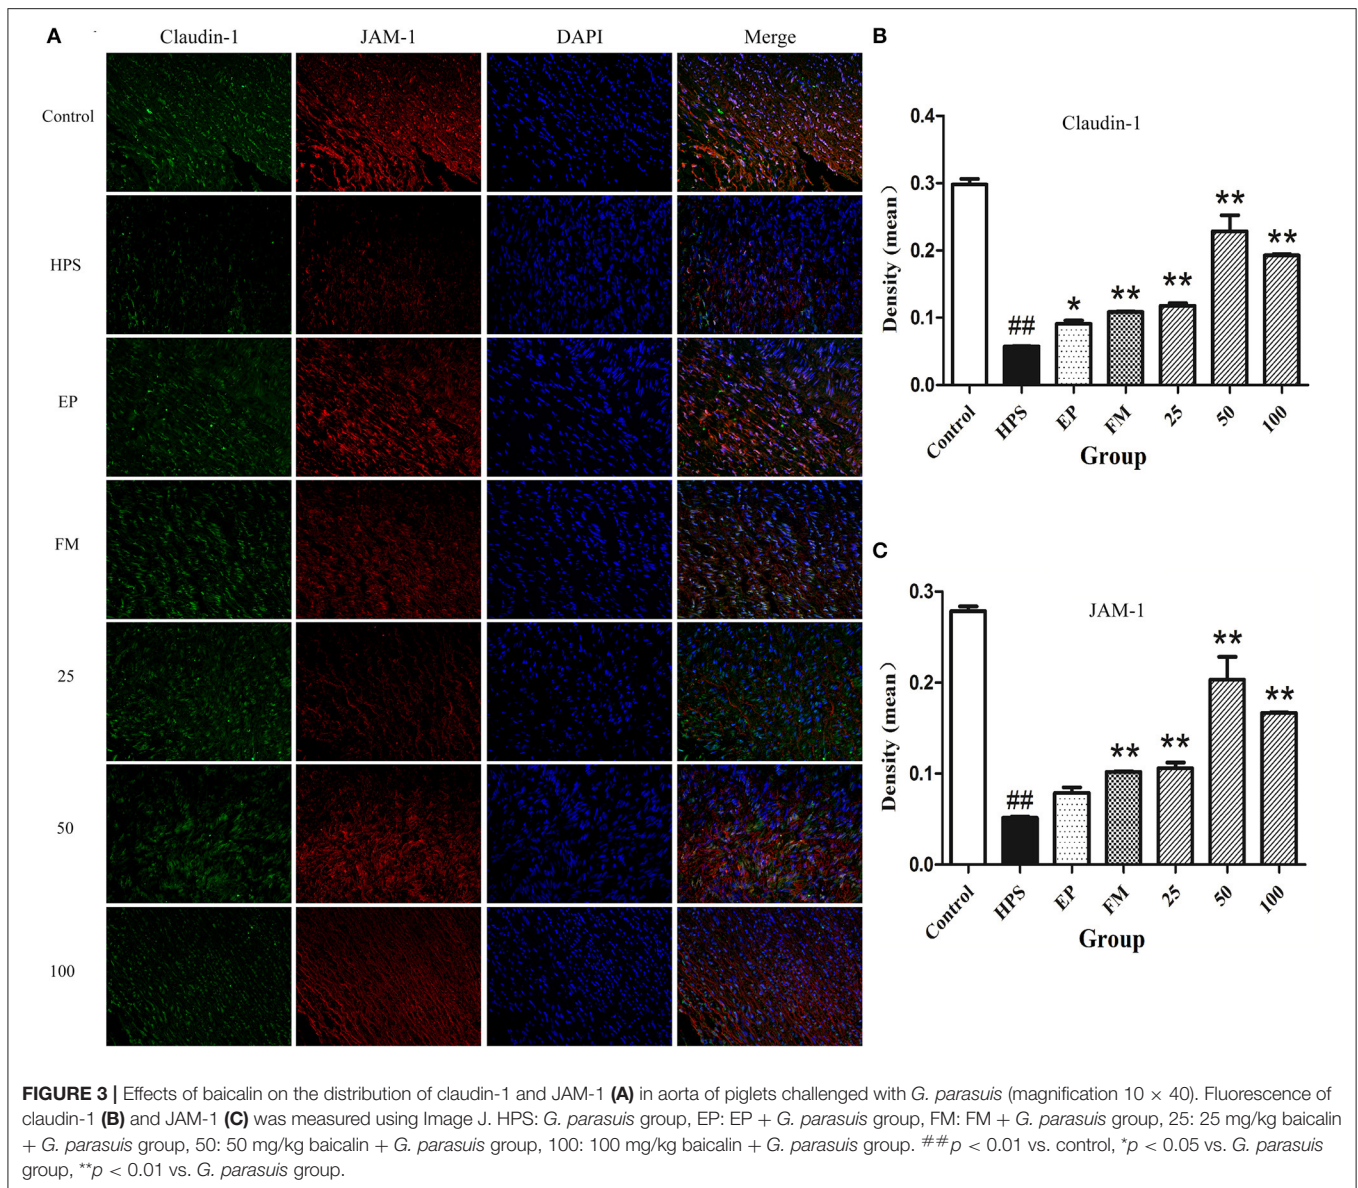 A
Claudin-1 JAM-1 DAPI Merge
Control
HPS
EP
FM
25
50
100
B
Claudin-1
Density (mean)
0.4
0.3
0.2
0.1
0.0
##
*
**
**
**
**
Control HPS EP FM 25 50 100
Group
C
JAM-1
Density (mean)
0.3
0.2
0.1
0.0
##
**
**
**
**
Control HPS EP FM 25 50 100
Group
FIGURE 3 | Effects of baicalin on the distribution of claudin-1 and JAM-1 (A) in aorta of piglets challenged with G. parasuis (magnification 10 × 40). Fluorescence of
claudin-1 (B) and JAM-1 (C) was measured using Image J. HPS: G. parasuis group, EP: EP + G. parasuis group, FM: FM + G. parasuis group, 25: 25 mg/kg baicalin
+ G. parasuis group, 50: 50 mg/kg baicalin + G. parasuis group, 100: 100 mg/kg baicalin + G. parasuis group. ##p < 0.01 vs. control, *p < 0.05 vs. G. parasuis
group, **p < 0.01 vs. G. parasuis group.